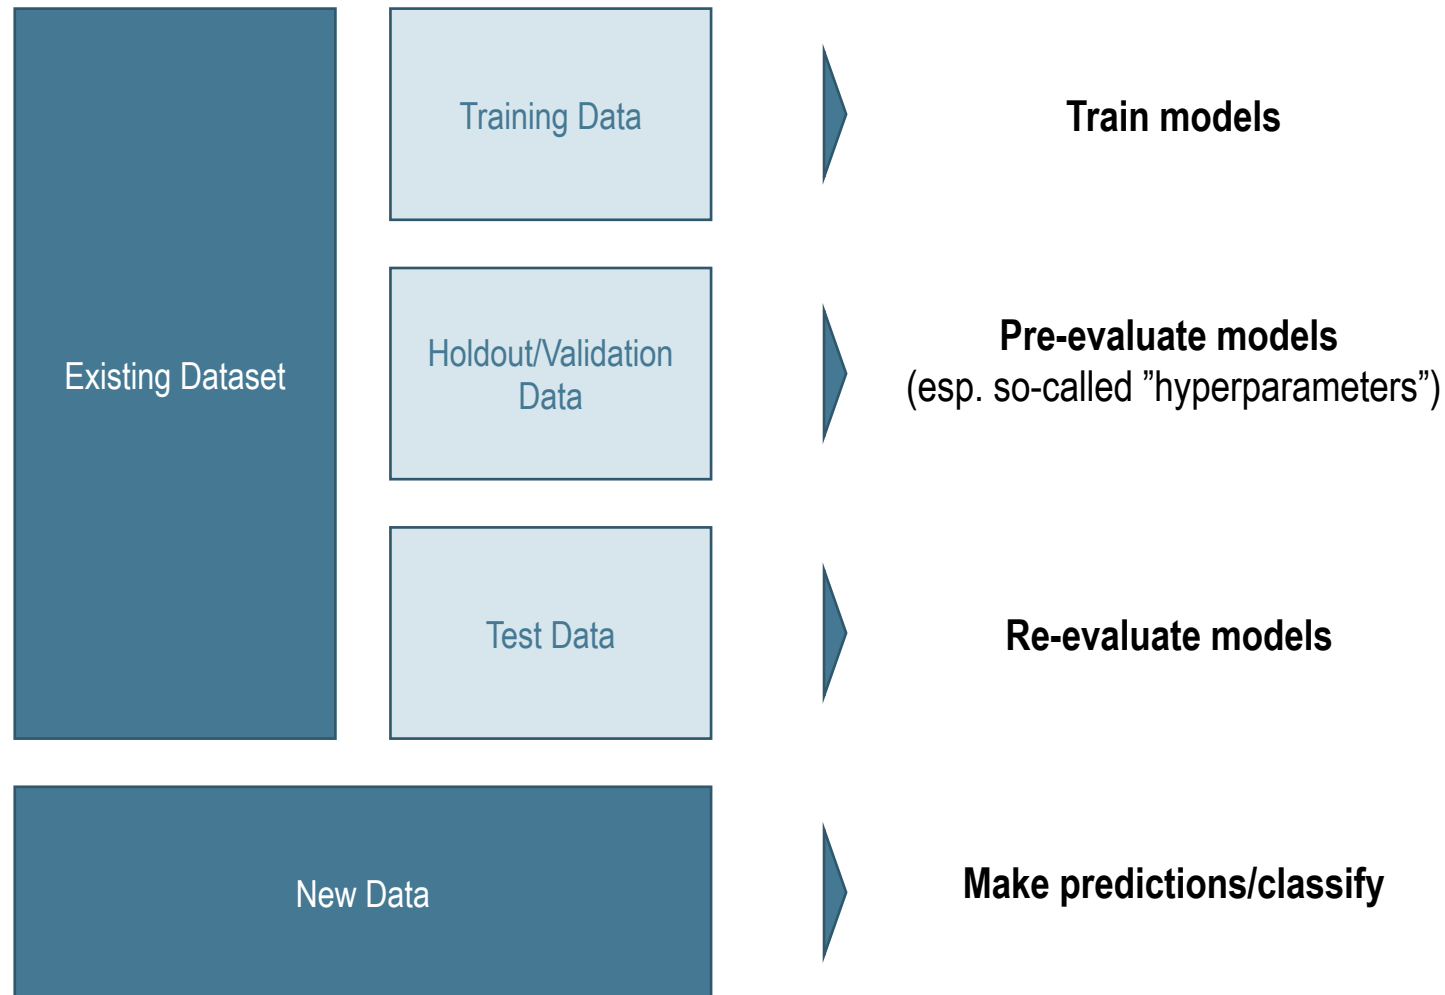 Training Data
Train models
Existing Dataset
Holdout/Validation
Data
Pre-evaluate models
(esp. so-called ”hyperparameters”)
Test Data
Re-evaluate models
New Data
Make predictions/classify